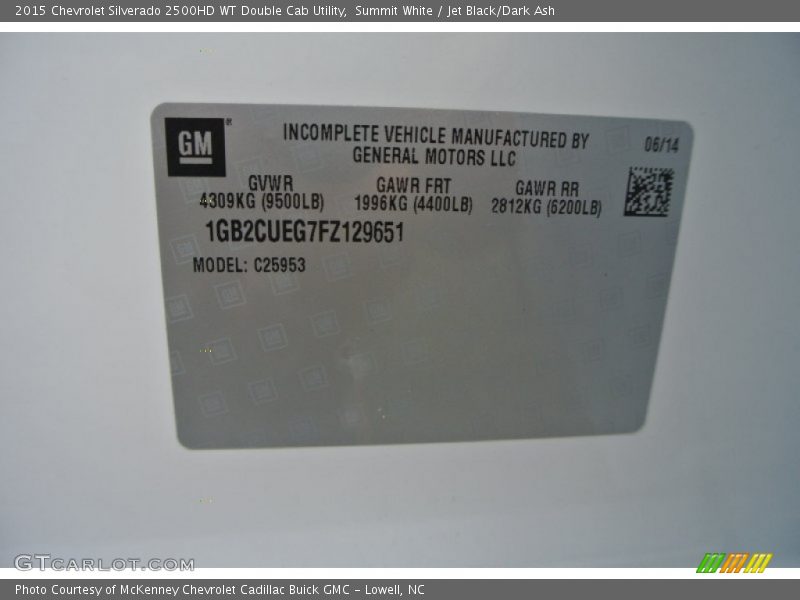 2015 Chevrolet Silverado 2500HD WT Double Cab Utility, Summit White / Jet Black/Dark Ash
GM®
INCOMPLETE VEHICLE MANUFACTURED BY
GENERAL MOTORS LLC
06/14
GVWR GAWR FRT GAWR RR
4309KG (9500LB) 1996KG (4400LB) 2812KG (6200LB)
1GB2CUEG7FZ129651
MODEL: C25953
GTCARLOT.COM
Photo Courtesy of McKenney Chevrolet Cadillac Buick GMC - Lowell, NC